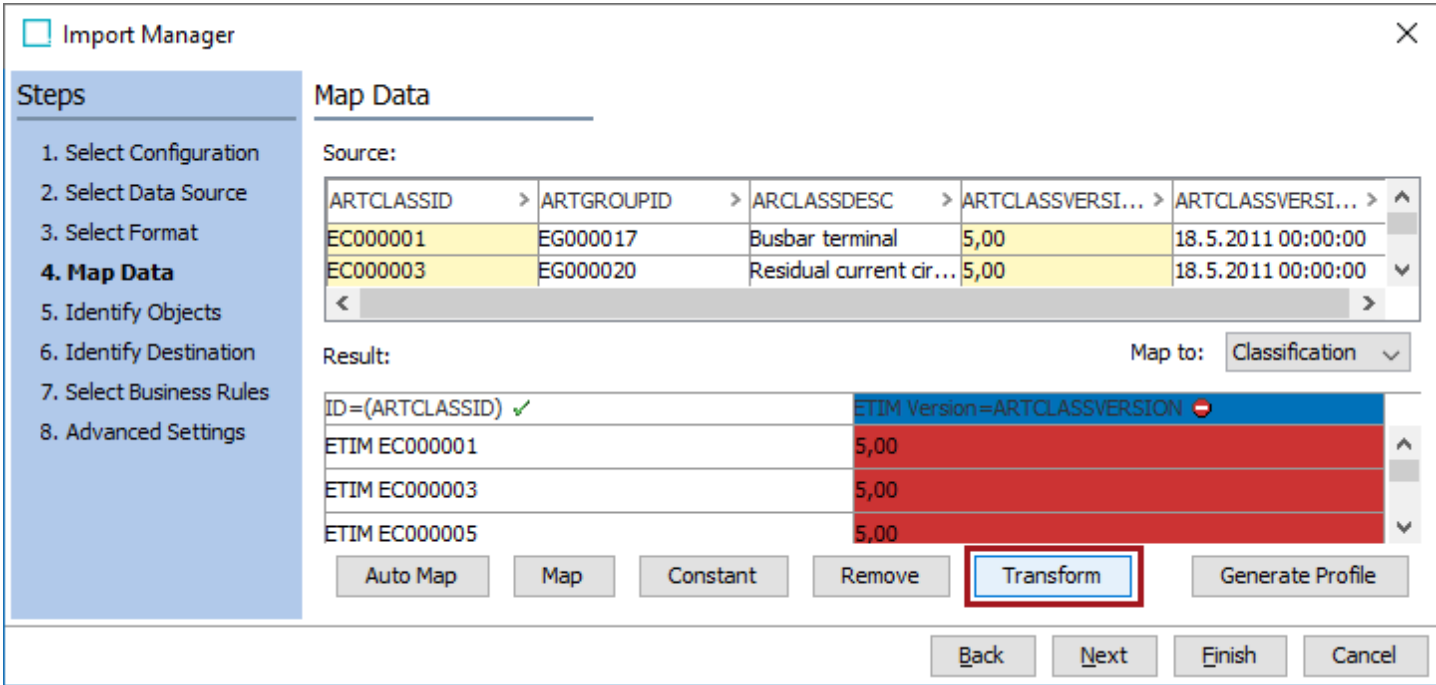 Import Manager
Steps
1. Select Configuration
2. Select Data Source
3. Select Format
4. Map Data
5. Identify Objects
6. Identify Destination
7. Select Business Rules
8. Advanced Settings
Map Data
Source:
ARTCLASSID > ARTGROUPID > ARCLASSDESC > ARTCLASSVERSI... > ARTCLASSVERSI... >
EC000001 EG000017 Busbar terminal 5,00 18.5.2011 00:00:00
EC000003 EG000020 Residual current cir... 5,00 18.5.2011 00:00:00
Result: Map to: Classification
ID=(ARTCLASSID) ETIM Version=ARTCLASSVERSION
ETIM EC000001 5,00
ETIM EC000003 5,00
ETIM EC000005 5,00
Auto Map Map Constant Remove Transform Generate Profile
Back Next Finish Cancel